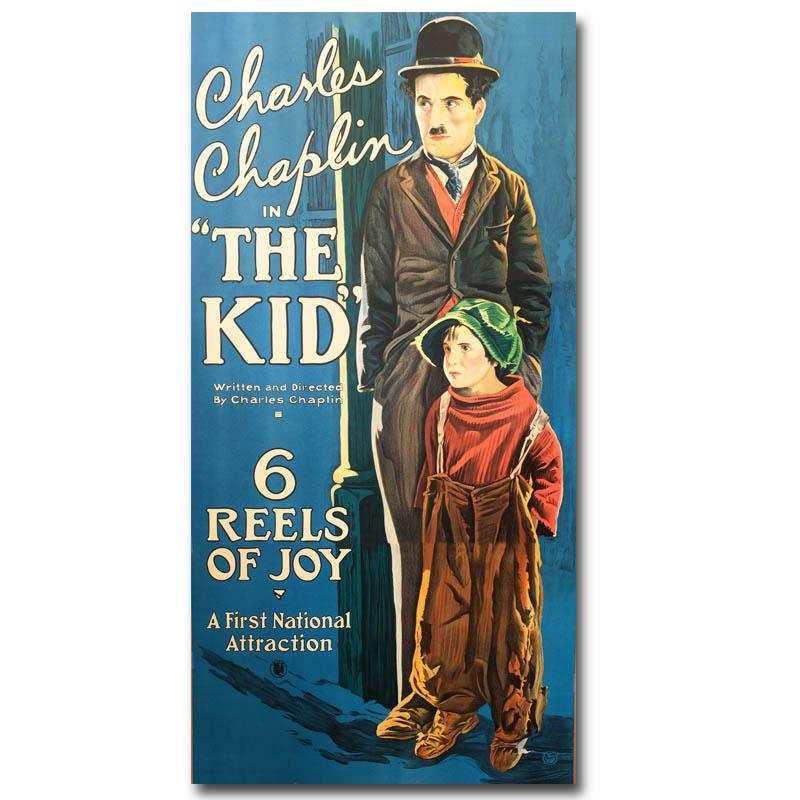 Charles
Chaplin
IN
"THE
KID"
Written and Directed
By Charles Chaplin
6
REELS
OF JOY
A First National
Attraction